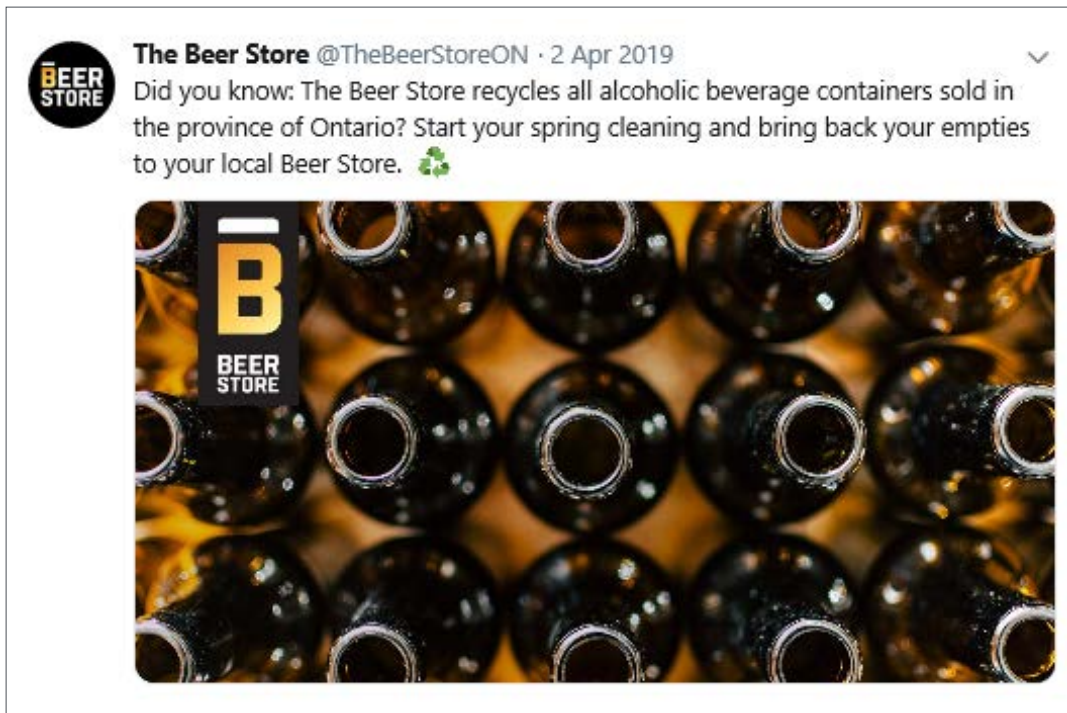 BEER
STORE
The Beer Store @TheBeerStoreON · 2 Apr 2019
Did you know: The Beer Store recycles all alcoholic beverage containers sold in
the province of Ontario? Start your spring cleaning and bring back your empties
to your local Beer Store. ♻
B
BEER
STORE